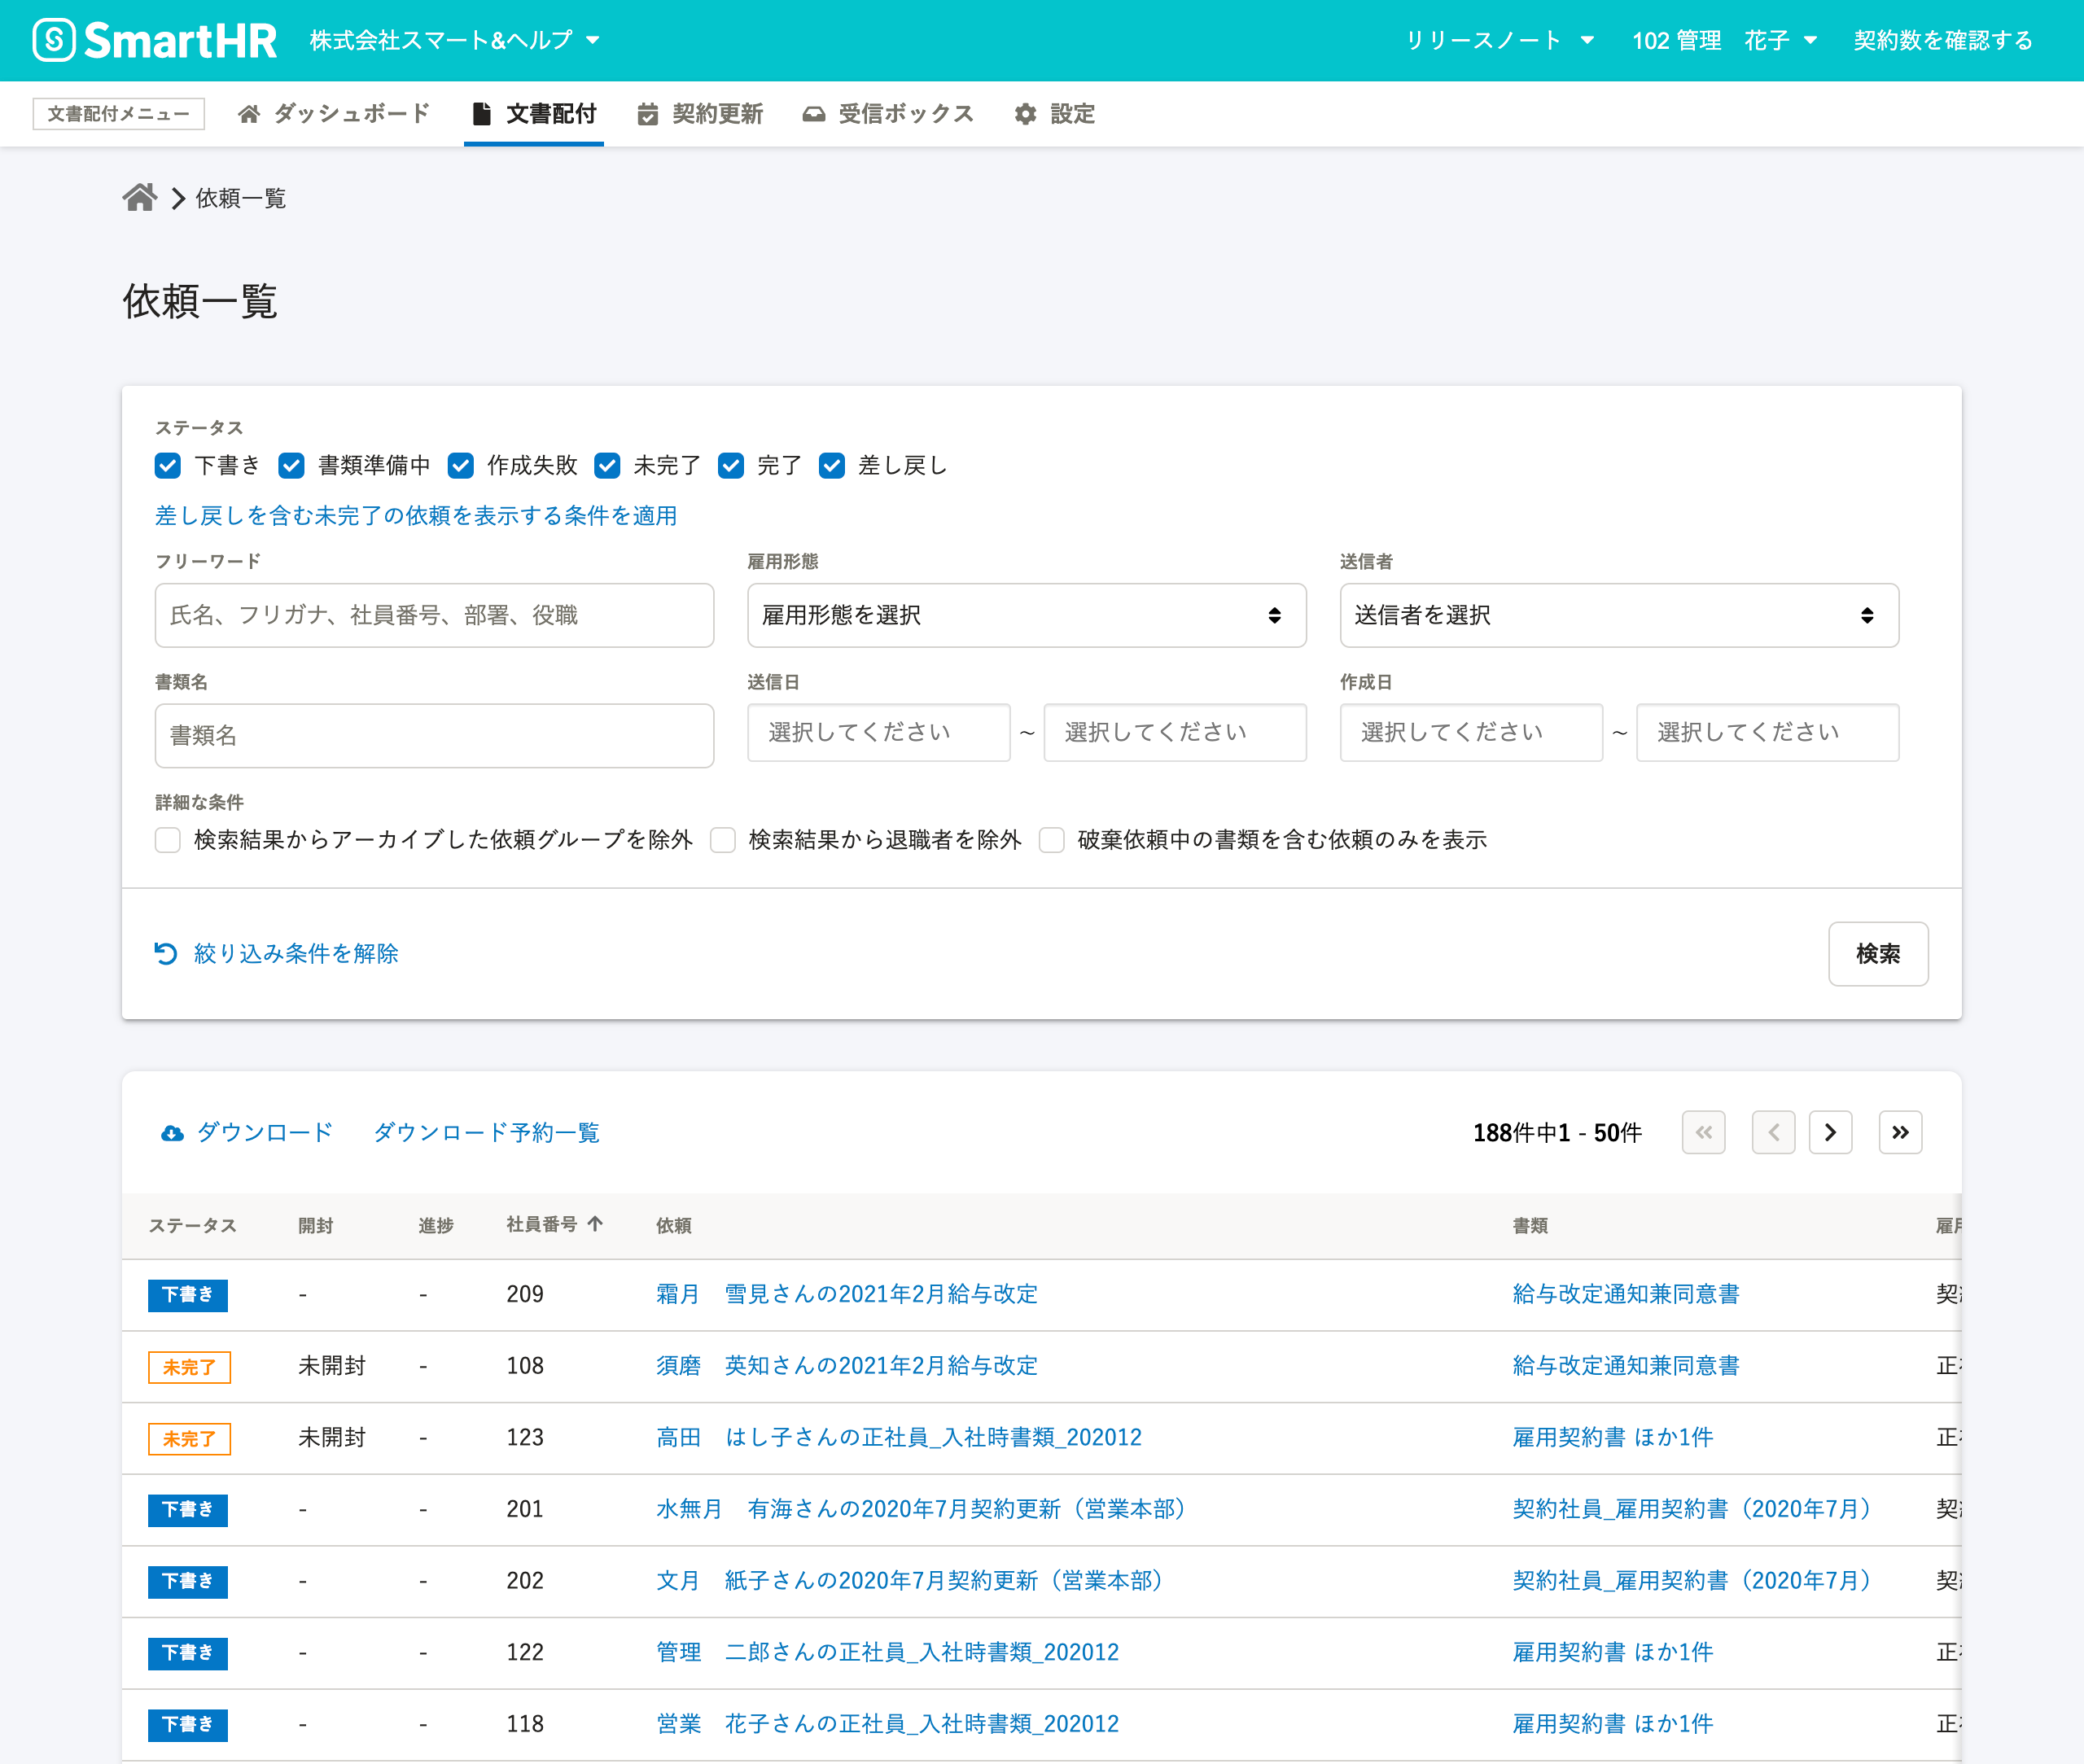 SmartHR 株式会社スマート&ヘルプ リリースノート 102 管理 花子 契約数を確認する
文書配付メニュー ダッシュボード 文書配付 契約更新 受信ボックス 設定
依頼一覧
依頼一覧
ステータス
下書き 書類準備中 作成失敗 未完了 完了 差し戻し
差し戻しを含む未完了の依頼を表示する条件を適用
フリーワード 雇用形態 送信者
氏名、フリガナ、社員番号、部署、役職 雇用形態を選択 送信者を選択
書類名 送信日 作成日
書類名 選択してください ~ 選択してください 選択してください ~ 選択してください
詳細な条件
検索結果からアーカイブした依頼グループを除外 検索結果から退職者を除外 破棄依頼中の書類を含む依頼のみを表示
絞り込み条件を解除 検索
ダウンロード ダウンロード予約一覧 188件中1 - 50件
ステータス 開封 進捗 社員番号 依頼 書類 雇
下書き - - 209 霜月　雪見さんの2021年2月給与改定 給与改定通知兼同意書 契
未完了 未開封 - 108 須磨　英知さんの2021年2月給与改定 給与改定通知兼同意書 正
未完了 未開封 - 123 高田　はし子さんの正社員_入社時書類_202012 雇用契約書 ほか1件 正
下書き - - 201 水無月　有海さんの2020年7月契約更新（営業本部） 契約社員_雇用契約書（2020年7月） 契
下書き - - 202 文月　紙子さんの2020年7月契約更新（営業本部） 契約社員_雇用契約書（2020年7月） 契
下書き - - 122 管理　二郎さんの正社員_入社時書類_202012 雇用契約書 ほか1件 正
下書き - - 118 営業　花子さんの正社員_入社時書類_202012 雇用契約書 ほか1件 正